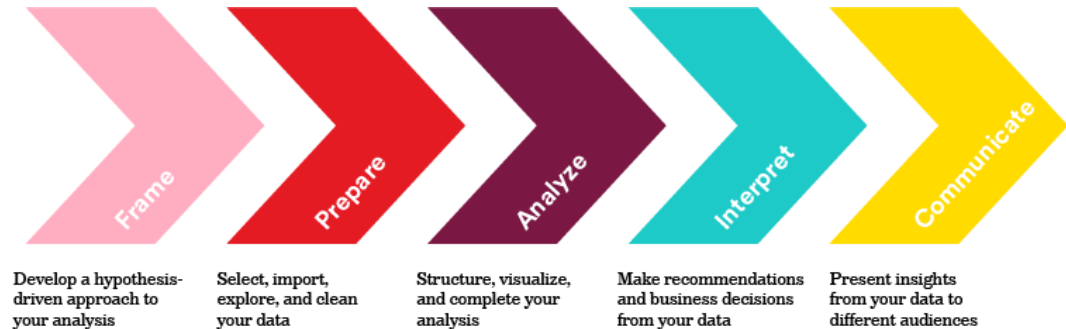 Frame
Prepare
Analyze
Interpret
Communicate
Develop a hypothesis-
driven approach to
your analysis
Select, import,
explore, and clean
your data
Structure, visualize,
and complete your
analysis
Make recommendations
and business decisions
from your data
Present insights
from your data to
different audiences